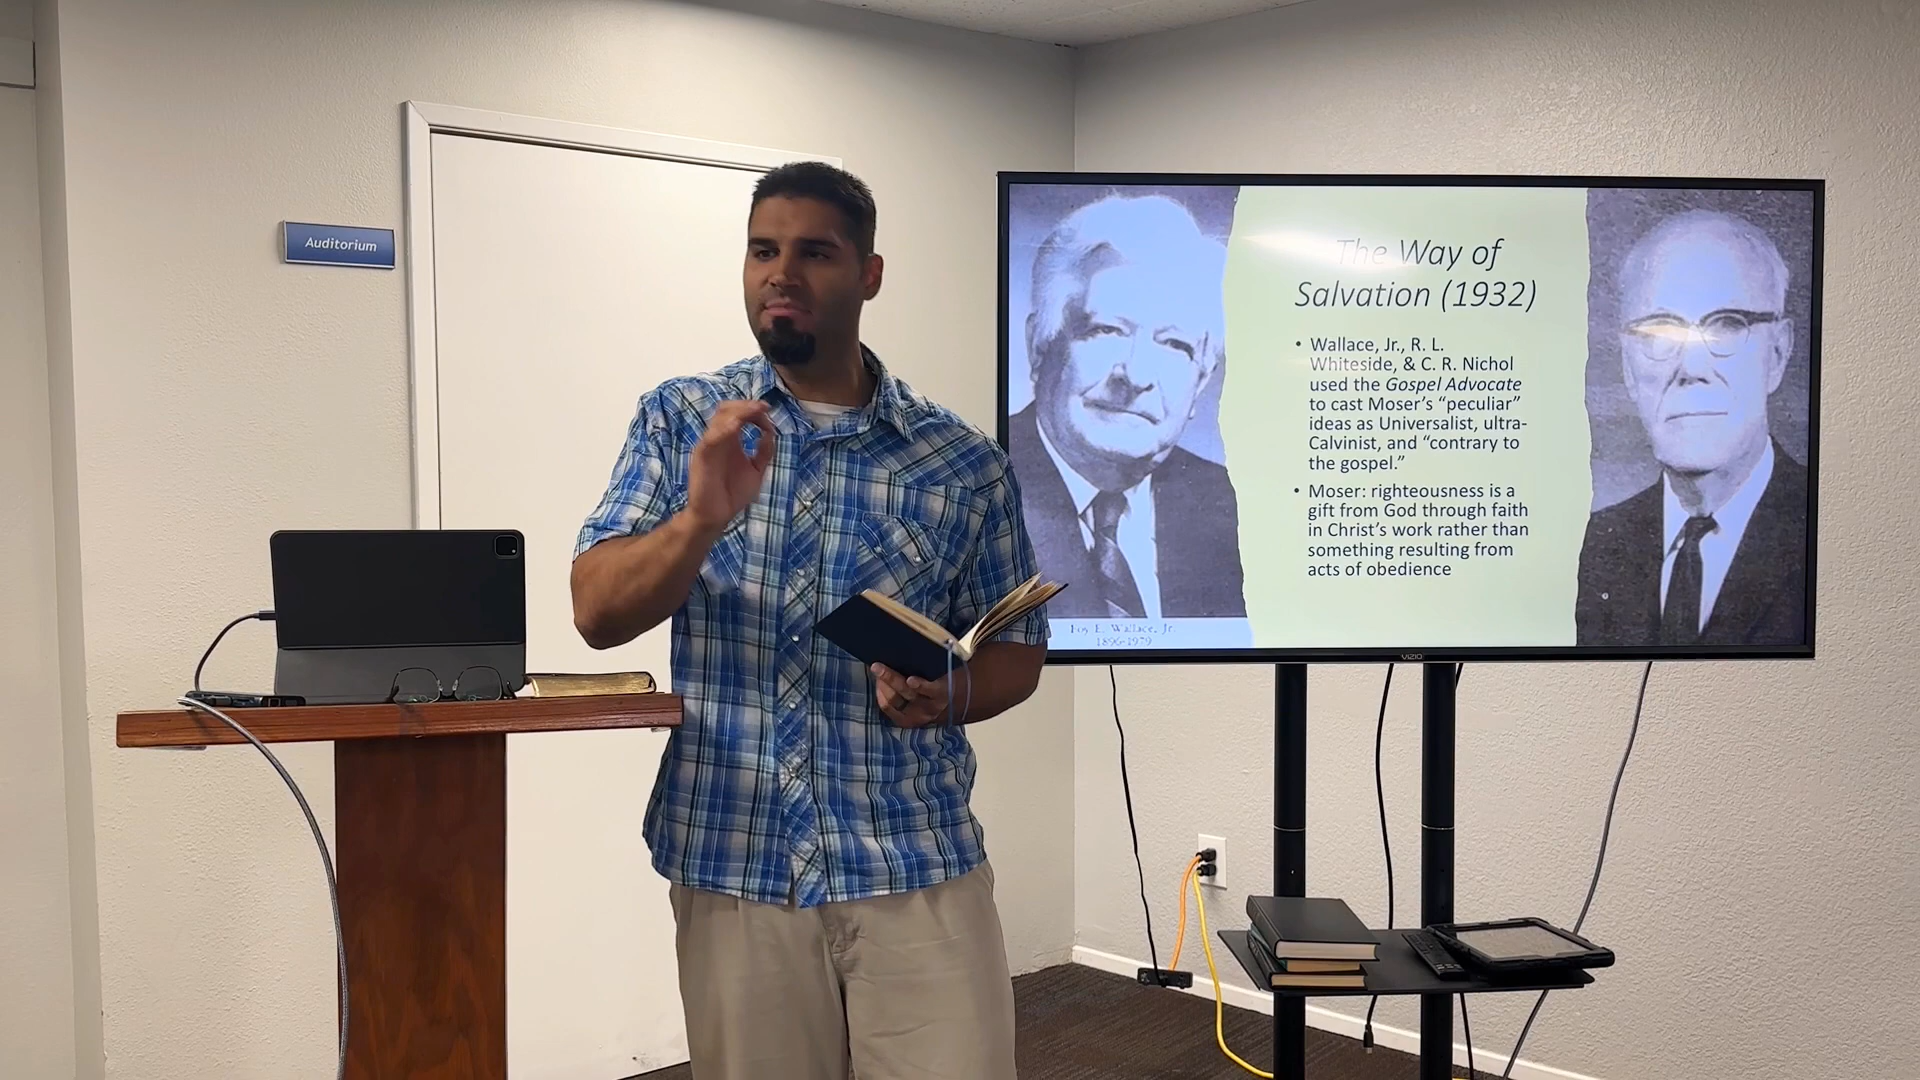 Auditorium
The Way of
Salvation (1932)
• Wallace, Jr., R. L.
Whiteside, & C. R. Nichol
used the Gospel Advocate
to cast Moser's “peculiar”
ideas as Universalist, ultra-
Calvinist, and “contrary to
the gospel.”
• Moser: righteousness is a
gift from God through faith
in Christ's work rather than
something resulting from
acts of obedience
Foy E. Wallace, Jr.
1896-1979
VIZIO